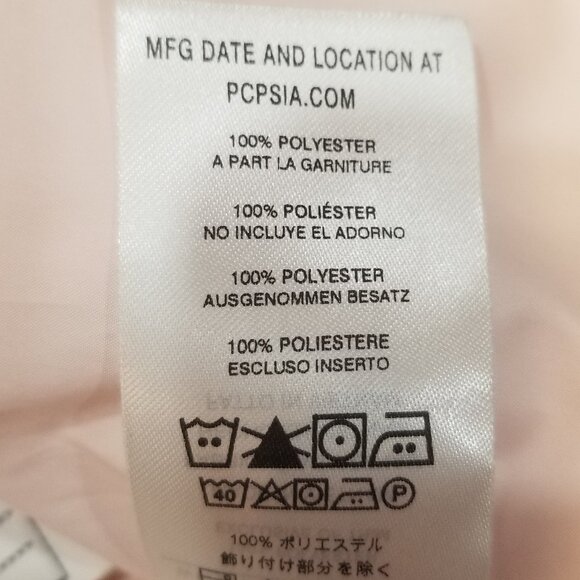 MFG DATE AND LOCATION AT
PCPSIA.COM
100% POLYESTER
A PART LA GARNITURE
100% POLIÉSTER
NO INCLUYE EL ADORNO
100% POLYESTER
AUSGENOMMEN BESATZ
100% POLIESTERE
ESCLUSO INSERTO
40 P
100% ポリエステル
飾り付け部分を除く